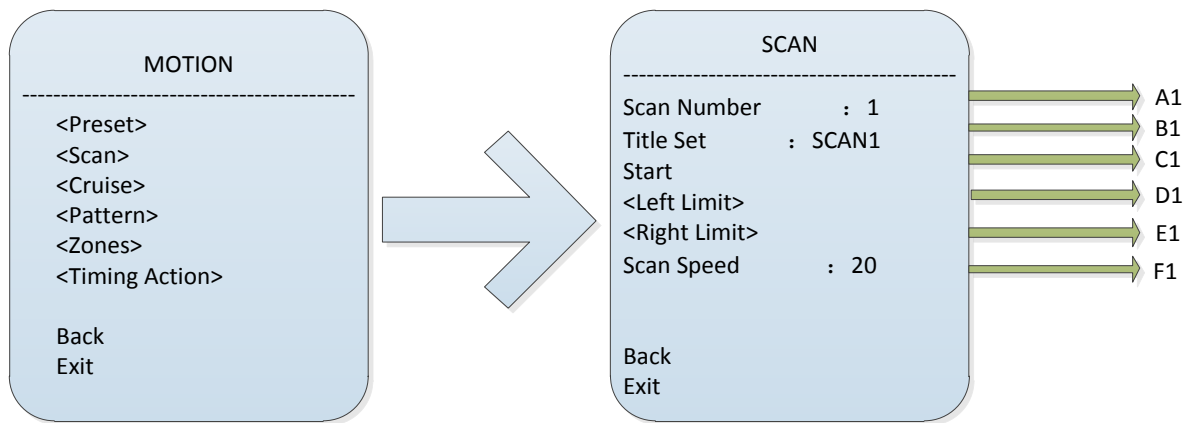 MOTION
-------------------------------------------
<Preset>
<Scan>
<Cruise>
<Pattern>
<Zones>
<Timing Action>
Back
Exit
SCAN
-------------------------------------------
Scan Number ：1
Title Set ：SCAN1
Start
<Left Limit>
<Right Limit>
Scan Speed ：20
Back
Exit
A1
B1
C1
D1
E1
F1